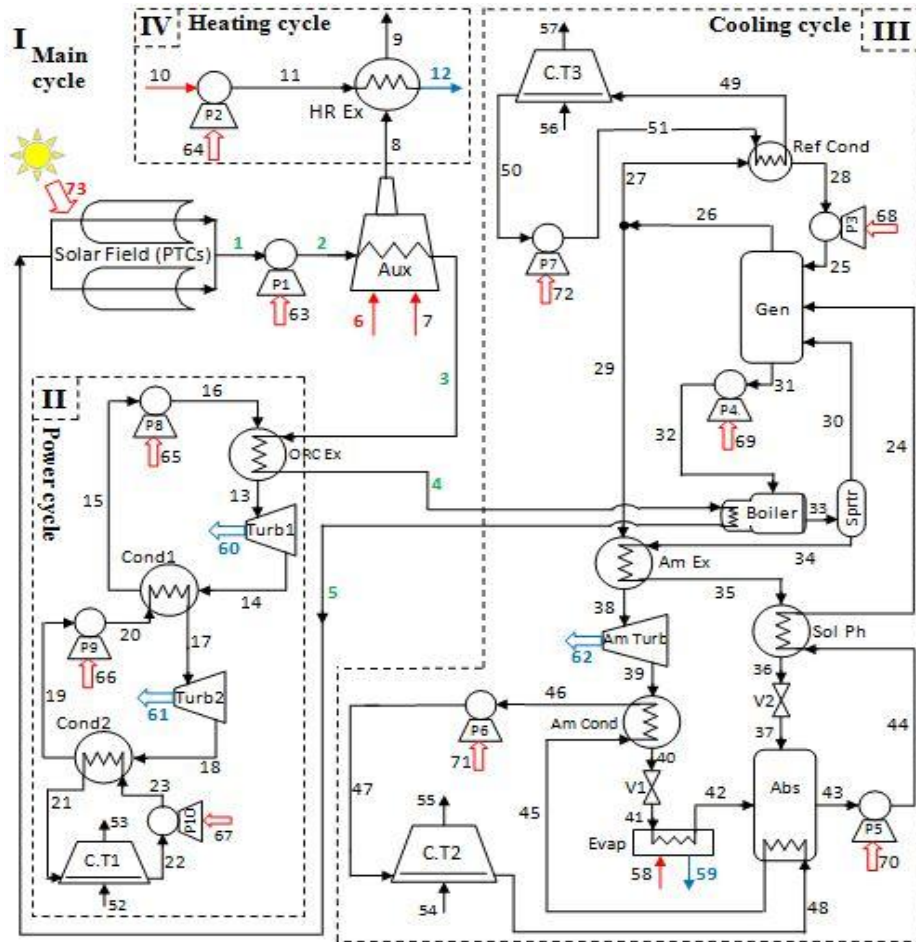 I
Main
cycle
IV
Heating cycle
9
10
11
12
P2
HR Ex
64
8
73
Solar Field (PTCs)
1
2
P1
63
Aux
6
7
3
Cooling cycle
III
57
C.T3
49
56
51
50
27
Ref Cond
28
P3
68
26
25
P7
72
Gen
29
31
P4
69
32
30
24
Boiler
33
Sprtr
34
Am Ex
35
38
Am Turb
62
39
Sol Ph
36
V2
37
44
46
P6
71
Am Cond
40
V1
47
45
41
42
Abs
43
P5
70
55
C.T2
54
Evap
58
59
48
II
Power cycle
16
P8
65
ORC Ex
4
15
13
Turb1
60
Cond1
14
5
20
P9
66
17
19
Turb2
61
Cond2
18
21
23
P10
67
53
C.T1
22
52